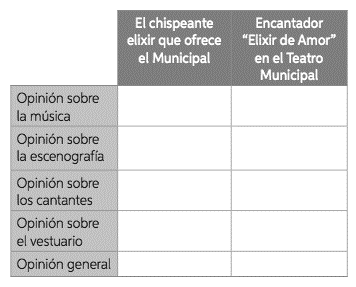 El chispeante
elixir que ofrece
el Municipal
Encantador
“Elixir de Amor”
en el Teatro
Municipal
Opinión sobre
la música
Opinión sobre
la escenografía
Opinión sobre
los cantantes
Opinión sobre
el vestuario
Opinión general